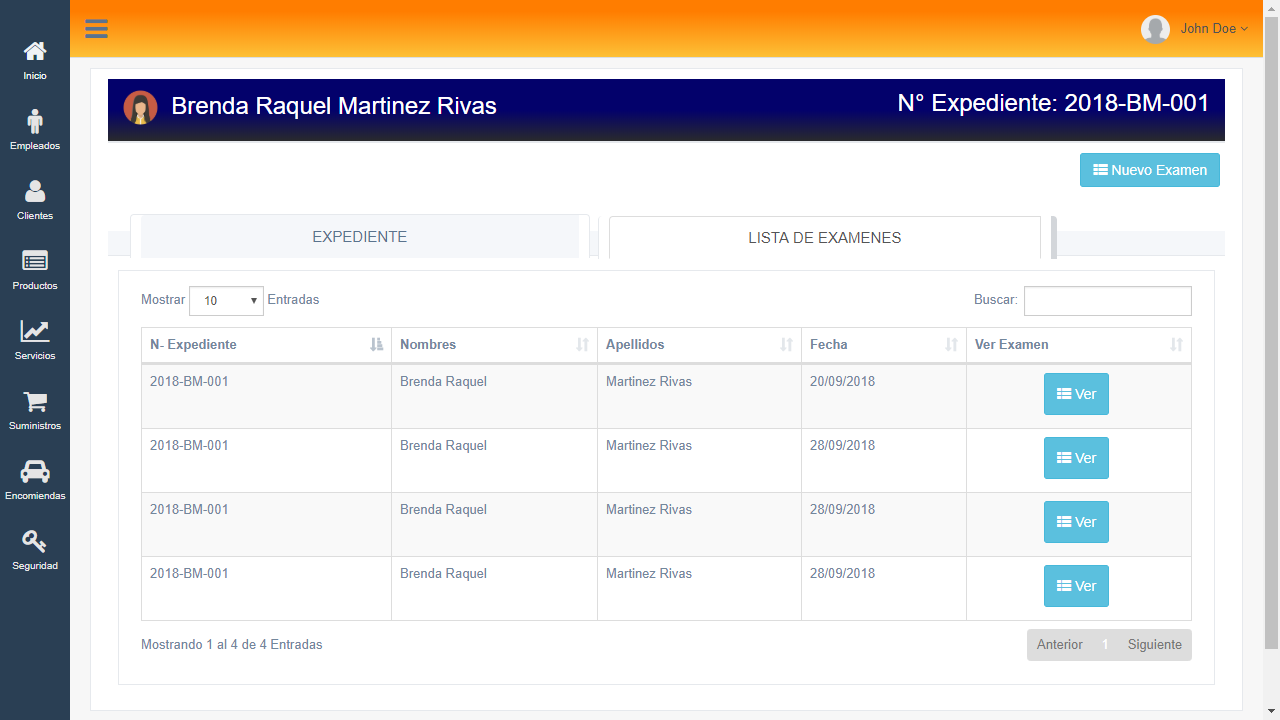 John Doe
Inicio
Empleados
Clientes
Productos
Servicios
Suministros
Encomiendas
Seguridad
Brenda Raquel Martinez Rivas
N° Expediente: 2018-BM-001
Nuevo Examen
EXPEDIENTE
LISTA DE EXAMENES
Mostrar 10 Entradas
Buscar:
N- Expediente Nombres Apellidos Fecha Ver Examen
2018-BM-001 Brenda Raquel Martinez Rivas 20/09/2018 Ver
2018-BM-001 Brenda Raquel Martinez Rivas 28/09/2018 Ver
2018-BM-001 Brenda Raquel Martinez Rivas 28/09/2018 Ver
2018-BM-001 Brenda Raquel Martinez Rivas 28/09/2018 Ver
Mostrando 1 al 4 de 4 Entradas
Anterior 1 Siguiente